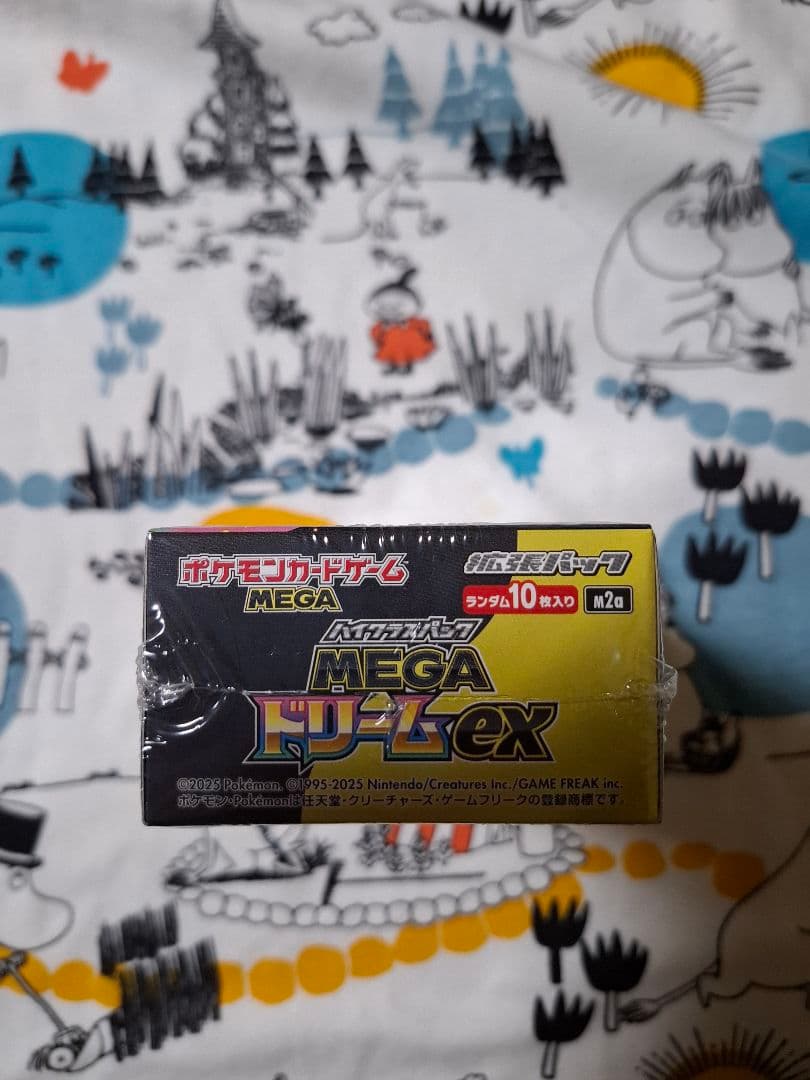 ポケモンカードゲーム
MEGA
拡張パック
ランダム10枚入り M2a
ハイクラスパック
MEGA
ドリームex
©2025 Pokémon. ©1995-2025 Nintendo/Creatures Inc./GAME FREAK inc.
ポケモン・Pokémonは任天堂・クリーチャーズ・ゲームフリークの登録商標です。